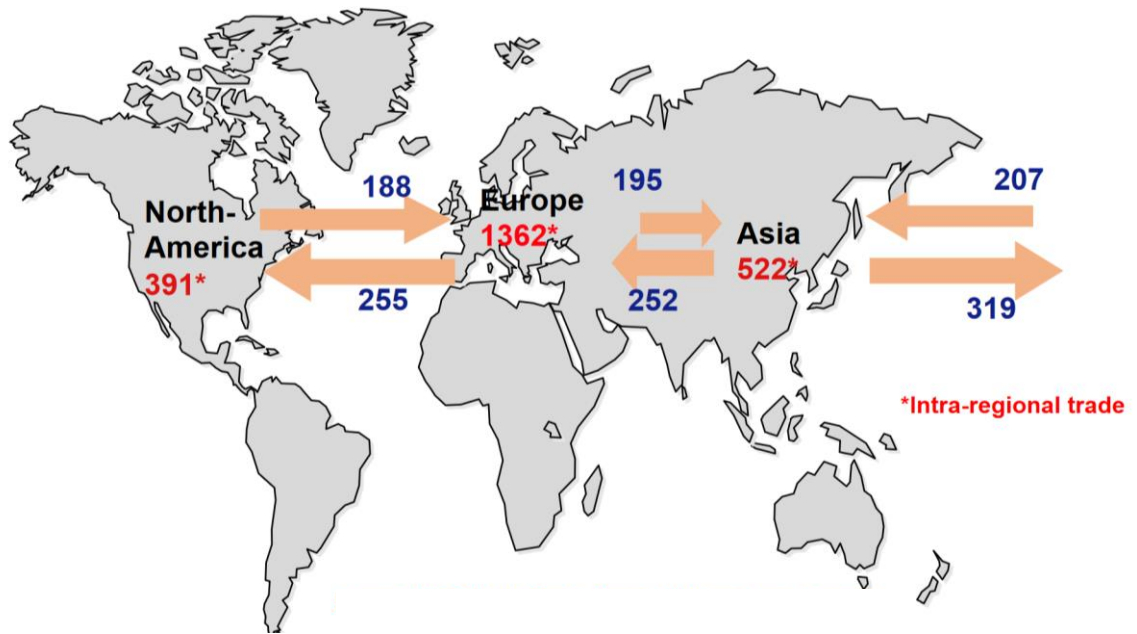 188
195
207
North-
America
391*
Europe
1362*
Asia
522*
255
252
319
*Intra-regional trade